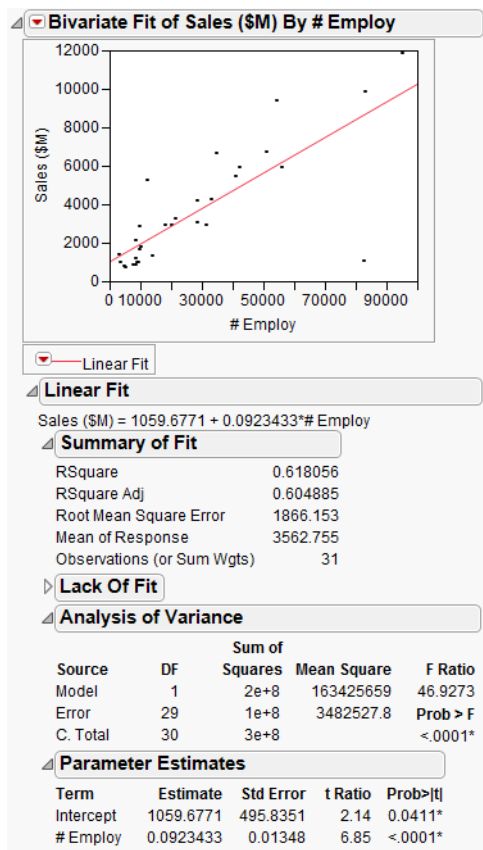 Bivariate Fit of Sales ($M) By # Employ
12000
10000
8000
6000
4000
2000
0
Sales ($M)
0 10000 30000 50000 70000 90000
# Employ
Linear Fit
Linear Fit
Sales ($M) = 1059.6771 + 0.0923433*# Employ
Summary of Fit
RSquare 0.618056
RSquare Adj 0.604885
Root Mean Square Error 1866.153
Mean of Response 3562.755
Observations (or Sum Wgts) 31
Lack Of Fit
Analysis of Variance
Sum of
Source DF Squares Mean Square F Ratio
Model 1 2e+8 163425659 46.9273
Error 29 1e+8 3482527.8 Prob > F
C. Total 30 3e+8 <.0001*
Parameter Estimates
Term Estimate Std Error t Ratio Prob>|t|
Intercept 1059.6771 495.8351 2.14 0.0411*
# Employ 0.0923433 0.01348 6.85 <.0001*